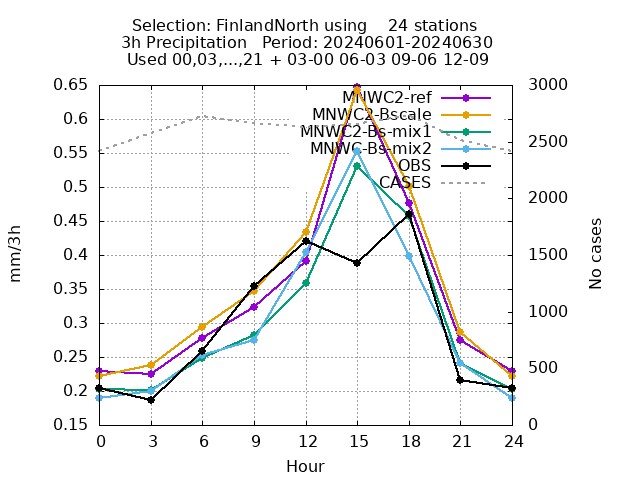 Selection: FinlandNorth using    24 stations
3h Precipitation   Period: 20240601-20240630
Used 00,03,...,21 + 03-00 06-03 09-06 12-09
0.65
0.6
0.55
0.5
0.45
0.4
0.35
0.3
0.25
0.2
0.15
mm/3h
MNWC2-ref
MNWC2-Bscale
MNWC2-Bs-mix1
MNWC-Bs-mix2
OBS
CASES
3000
2500
2000
1500
1000
500
0
No cases
0 3 6 9 12 15 18 21 24
Hour